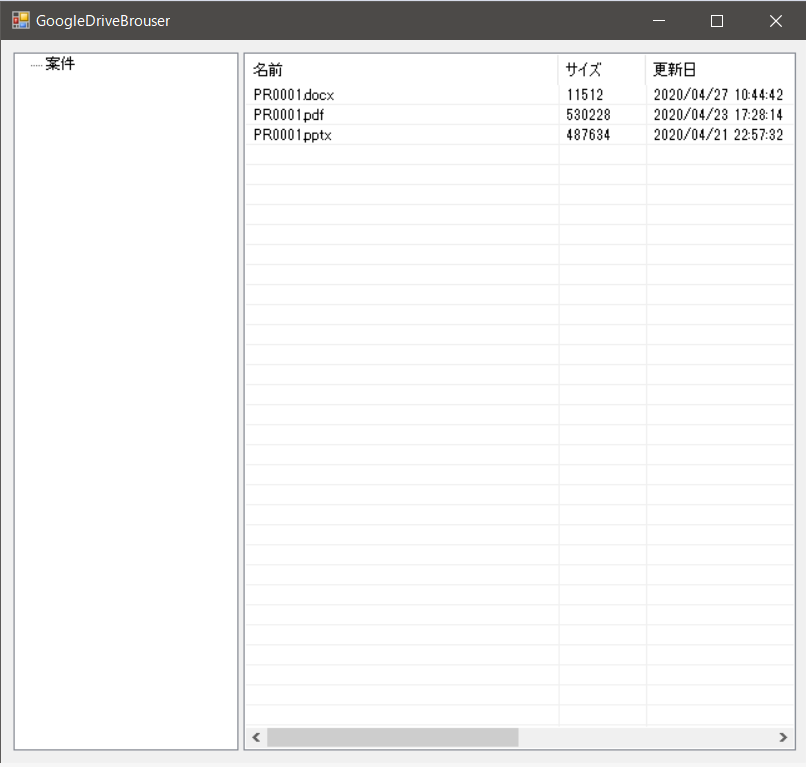 GoogleDriveBrouser
案件
名前 サイズ 更新日
PR0001.docx 11512 2020/04/27 10:44:42
PR0001.pdf 530228 2020/04/23 17:28:14
PR0001.pptx 487634 2020/04/21 22:57:32